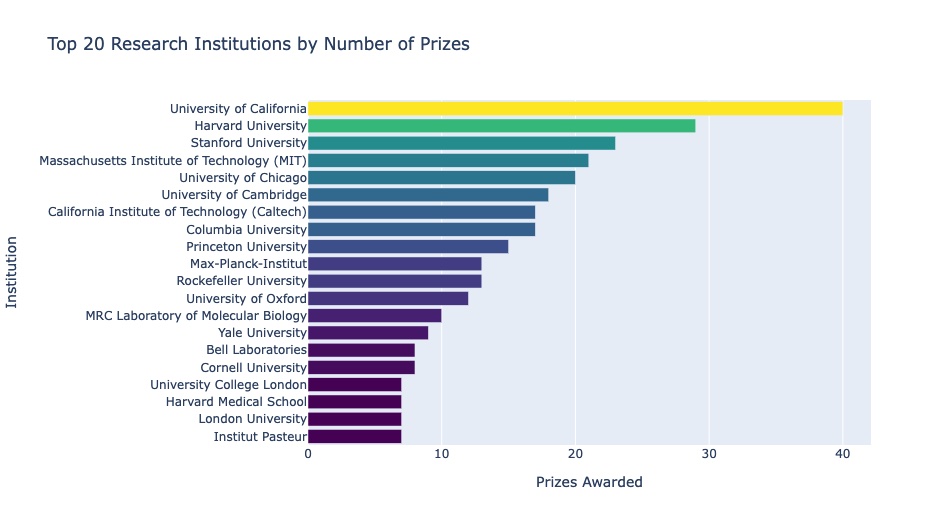 Top 20 Research Institutions by Number of Prizes
University of California
Harvard University
Stanford University
Massachusetts Institute of Technology (MIT)
University of Chicago
University of Cambridge
California Institute of Technology (Caltech)
Columbia University
Princeton University
Max-Planck-Institut
Rockefeller University
University of Oxford
MRC Laboratory of Molecular Biology
Yale University
Bell Laboratories
Cornell University
University College London
Harvard Medical School
London University
Institut Pasteur
Institution
0 10 20 30 40
Prizes Awarded